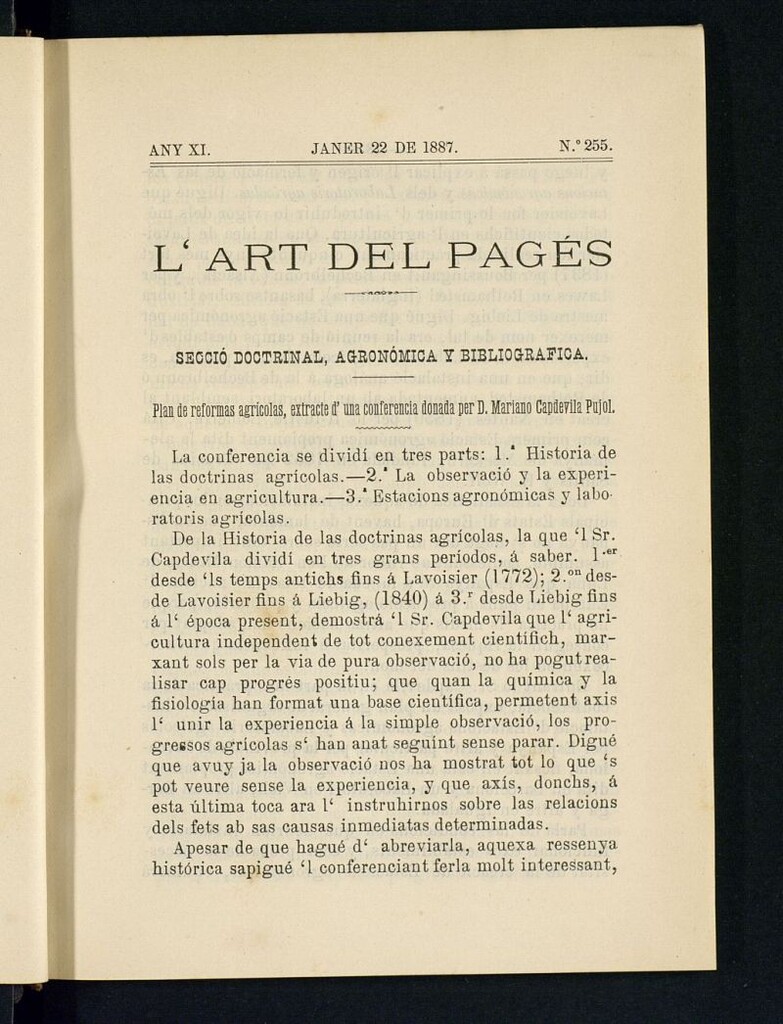 ANY XI. JANER 22 DE 1887. N.º 255.
L‘ ART DEL PAGÉS
SECCIÓ DOCTRINAL, AGRONÓMICA Y BIBLIOGRAFICA.
Plan de reformas agrícolas, extracte d‘ una conferencia donada per D. Mariano Capdevila Pujol.
La conferencia se dividí en tres parts: 1.ª Historia de
las doctrinas agrícolas.—2.ª La observació y la experi-
encia en agricultura.—3.ª Estacions agronómicas y labo-
ratoris agrícolas.
De la Historia de las doctrinas agrícolas, la que ‘l Sr.
Capdevila dividí en tres grans períodos, á saber. 1.er
desde ‘ls temps antichs fins á Lavoisier (1772); 2.on des-
de Lavoisier fins á Liebig, (1840) á 3.r desde Liebig fins
á l‘ época present, demostrá ‘l Sr. Capdevila que l‘ agri-
cultura independent de tot conexement científich, mar-
xant sols per la via de pura observació, no ha pogut rea-
lisar cap progrés positiu; que quan la química y la
fisiología han format una base científica, permetent axis
l‘ unir la experiencia á la simple observació, los pro-
gressos agrícolas s‘ han anat seguint sense parar. Digué
que avuy ja la observació nos ha mostrat tot lo que ‘s
pot veure sense la experiencia, y que axís, donchs, á
esta última toca ara l‘ instruhirnos sobre las relacions
dels fets ab sas causas inmediatas determinadas.
Apesar de que hagué d‘ abreviarla, aquexa ressenya
histórica sapigué ‘l conferenciant ferla molt interessant,